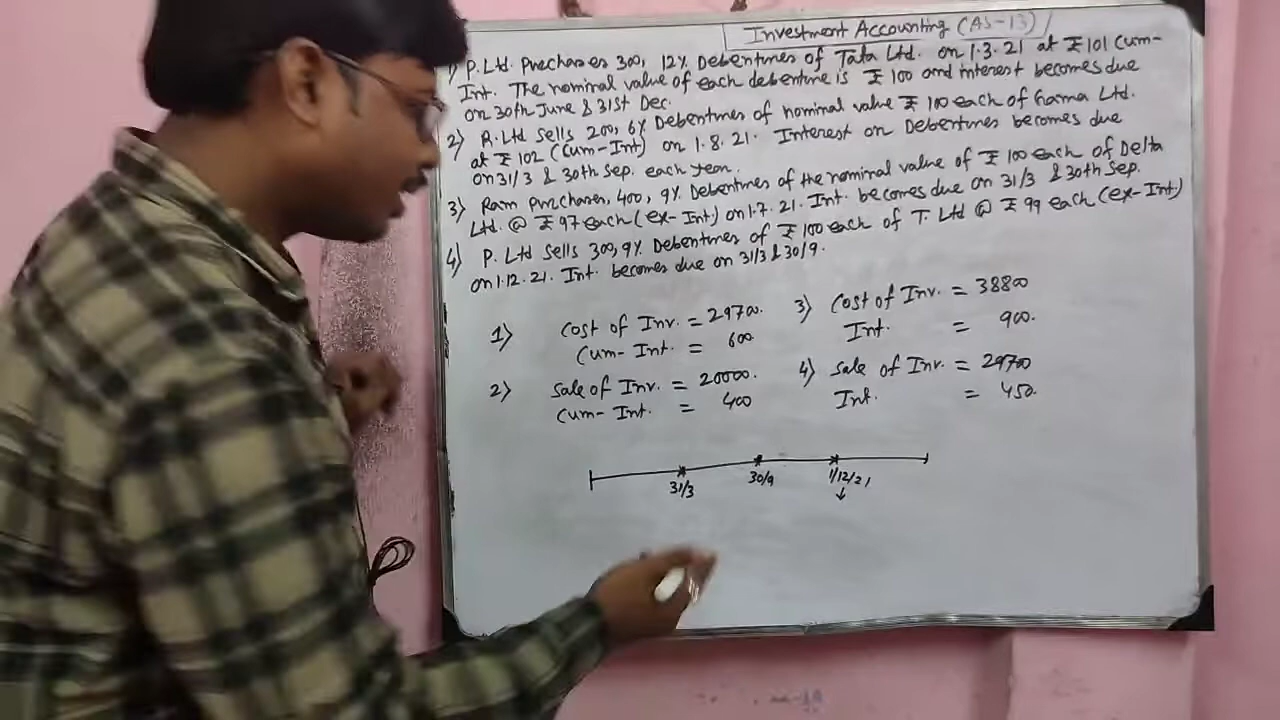 Investment Accounting (AS-13)
1) P. Ltd. Purchases 300, 12% Debentures of Tata Ltd. on 1.3.21 at ₹101 Cum-
Int. The nominal value of each debenture is ₹100 and interest becomes due
on 30th June & 31st Dec.
2) R. Ltd Sells 200, 6% Debentures of nominal value ₹100 each of Gama Ltd.
at ₹102 (Cum-Int) on 1.8.21. Interest on Debentures becomes due
on 31/3 & 30th Sep. each year.
3) Ram purchases, 400, 9% Debentures of the nominal value of ₹100 each of Delta
Ltd. @ ₹97 each (ex-Int) on 1.7.21. Int. becomes due on 31/3 & 30th Sep.
4) P. Ltd Sells 300, 9% Debentures of ₹100 each of T. Ltd @ ₹99 each (ex-Int)
on 1.12.21. Int. becomes due on 31/3 & 30/9.
1) Cost of Inv. = 29700.
Cum-Int. = 600
2) Sale of Inv. = 20000.
Cum-Int. = 400
3) Cost of Inv. = 38800
Int. = 900.
4) Sale of Inv. = 29700
Int. = 450.
31/3 30/9 1/12/21